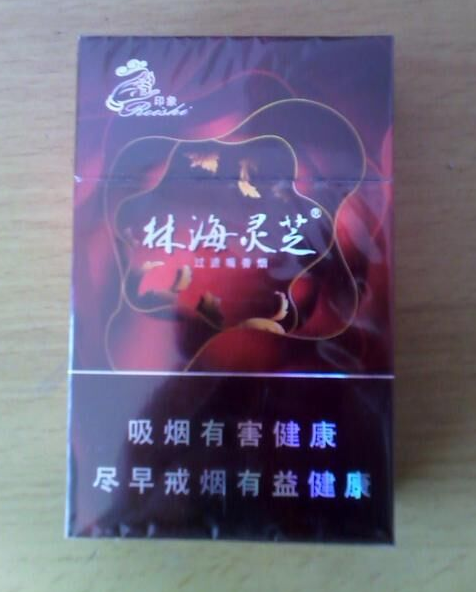 印象
Reishi
林海灵芝®
过滤嘴香烟
吸烟有害健康
尽早戒烟有益健康